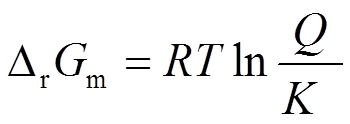 Δ_r G_m = RT ln Q/K